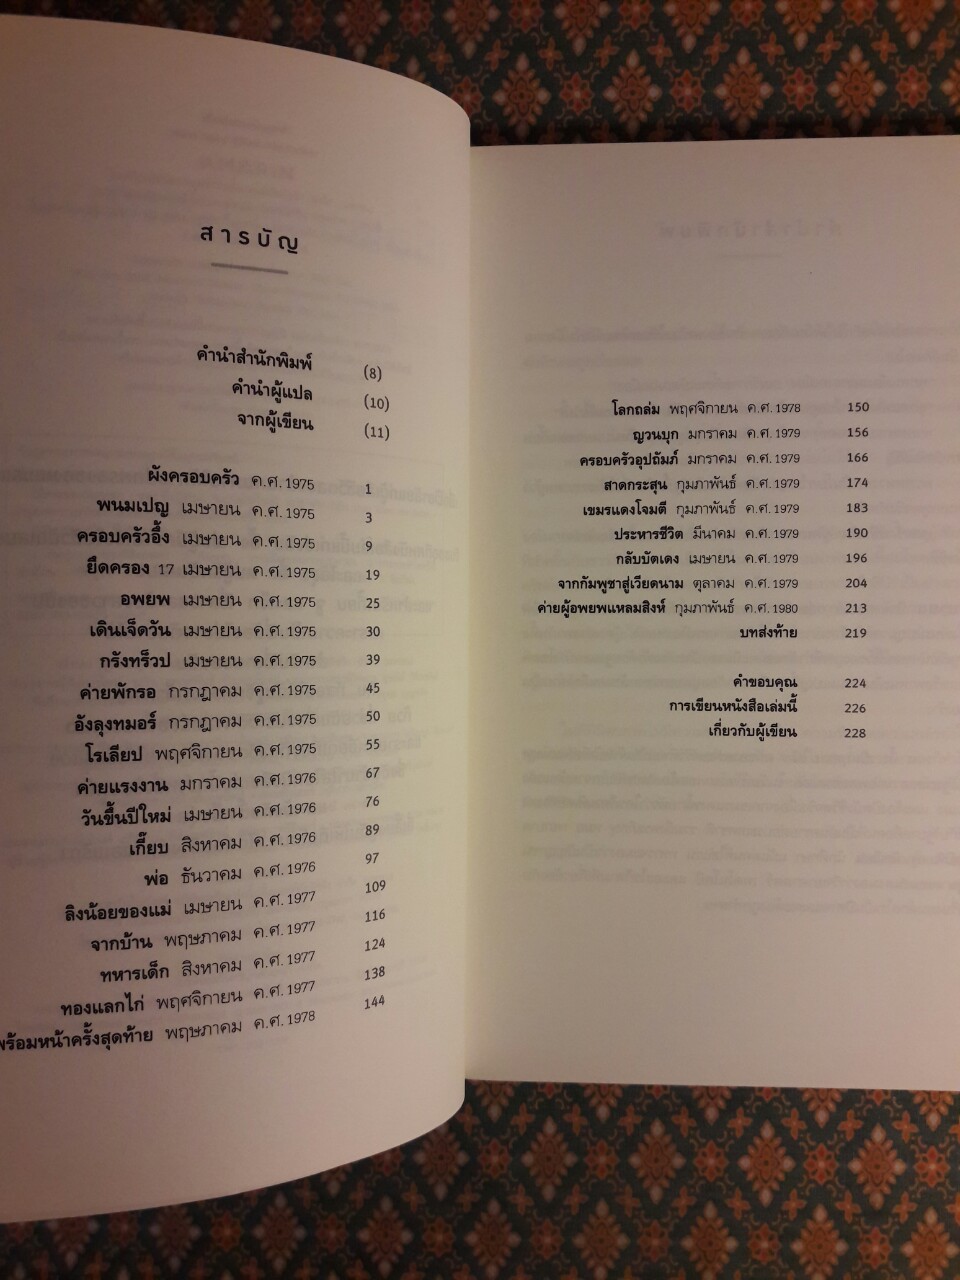 สารบัญ
คำนำสำนักพิมพ์ (8)
คำนำผู้แปล (10)
จากผู้เขียน (11)
ผังครอบครัว ค.ศ. 1975 1
พนมเปญ เมษายน ค.ศ. 1975 3
ครอบครัวอึ้ง เมษายน ค.ศ. 1975 9
ยึดครอง 17 เมษายน ค.ศ. 1975 19
อพยพ เมษายน ค.ศ. 1975 25
เดินเจ็ดวัน เมษายน ค.ศ. 1975 30
กรังทร็วป เมษายน ค.ศ. 1975 39
ค่ายพักรอ กรกฎาคม ค.ศ. 1975 45
อังลุงทมอร์ กรกฎาคม ค.ศ. 1975 50
โรเลียป พฤศจิกายน ค.ศ. 1975 55
ค่ายแรงงาน มกราคม ค.ศ. 1976 67
วันขึ้นปีใหม่ เมษายน ค.ศ. 1976 76
เกี๊ยบ สิงหาคม ค.ศ. 1976 89
พ่อ ธันวาคม ค.ศ. 1976 97
ลิงน้อยของแม่ เมษายน ค.ศ. 1977 109
จากบ้าน พฤษภาคม ค.ศ. 1977 116
ทหารเด็ก สิงหาคม ค.ศ. 1977 124
ทองแลกไก่ พฤศจิกายน ค.ศ. 1977 138
พร้อมหน้าครั้งสุดท้าย พฤษภาคม ค.ศ. 1978 144
โลกถล่ม พฤศจิกายน ค.ศ. 1978 150
ญวนบุก มกราคม ค.ศ. 1979 156
ครอบครัวอุปถัมภ์ มกราคม ค.ศ. 1979 166
สาดกระสุน กุมภาพันธ์ ค.ศ. 1979 174
เขมรแดงโจมตี กุมภาพันธ์ ค.ศ. 1979 183
ประหารชีวิต มีนาคม ค.ศ. 1979 190
กลับบัตเดง เมษายน ค.ศ. 1979 196
จากกัมพูชาสู่เวียดนาม ตุลาคม ค.ศ. 1979 204
ค่ายผู้อพยพแหลมสิงห์ กุมภาพันธ์ ค.ศ. 1980 213
บทส่งท้าย 219
คำขอบคุณ 224
การเขียนหนังสือเล่มนี้ 226
เกี่ยวกับผู้เขียน 228